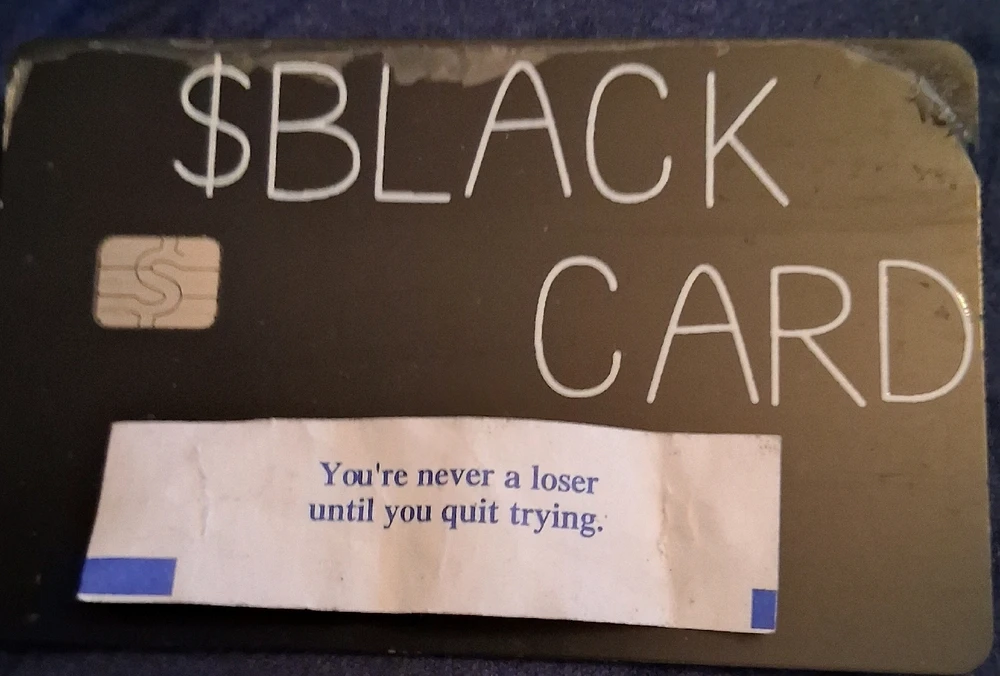 $BLACK
CARD
You're never a loser
until you quit trying.